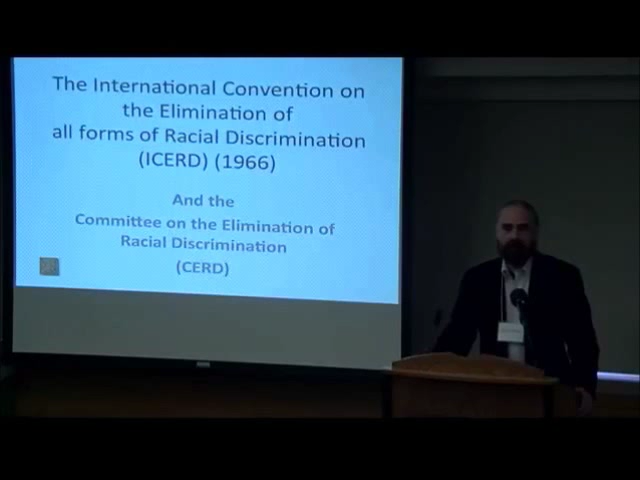 The International Convention on
the Elimination of
all forms of Racial Discrimination
(ICERD) (1966)
And the
Committee on the Elimination of
Racial Discrimination
(CERD)